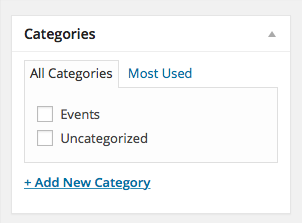 Categories
All Categories Most Used
Events
Uncategorized
+ Add New Category